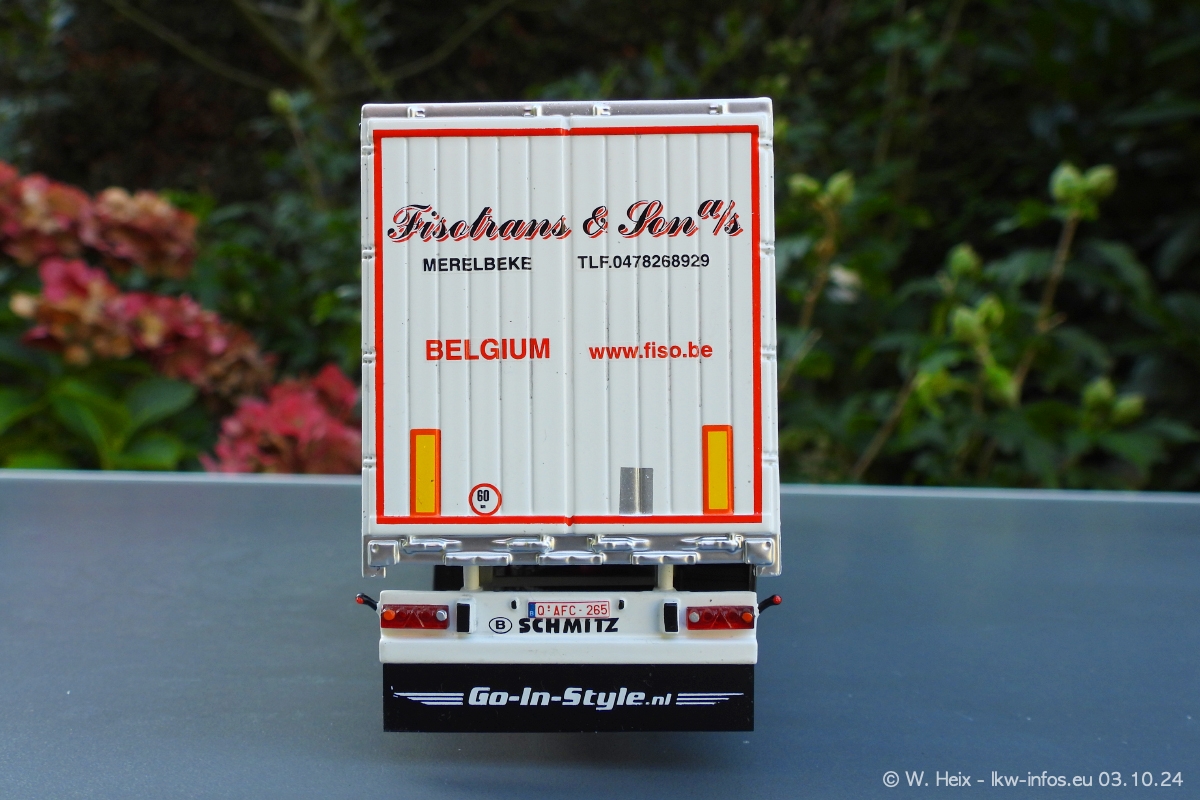 Fisotrans & Son a/s
MERELBEKE TLF.0478268929
BELGIUM www.fiso.be
60
Q-AFC-265
B SCHMITZ
Go-In-Style.nl
© W. Heix - lkw-infos.eu 03.10.24